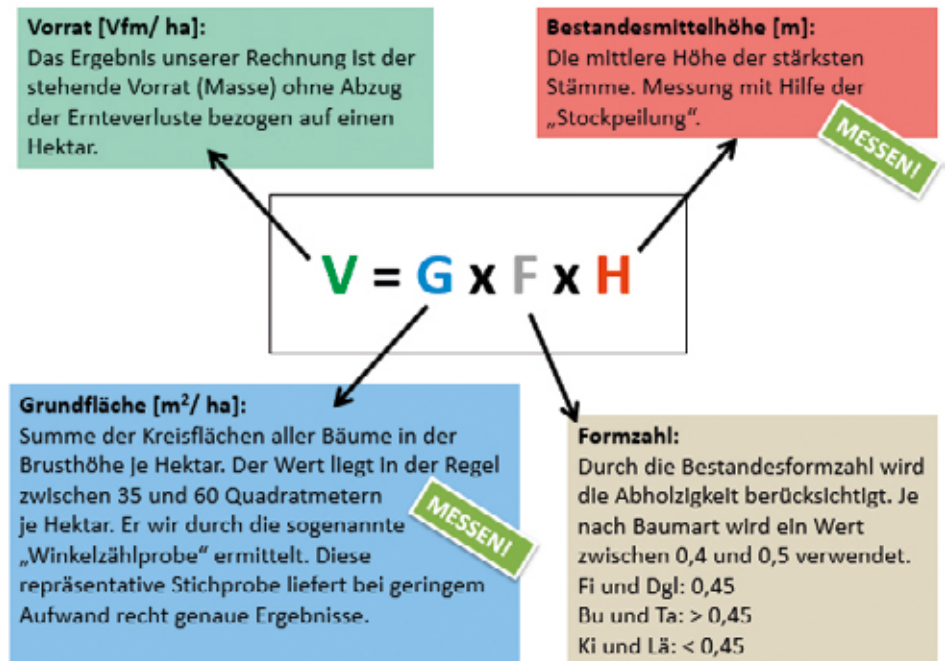 Vorrat [Vfm/ ha]:
Das Ergebnis unserer Rechnung ist der
stehende Vorrat (Masse) ohne Abzug
der Ernteverluste bezogen auf einen
Hektar.
Bestandesmittelhöhe [m]:
Die mittlere Höhe der stärksten
Stämme. Messung mit Hilfe der
„Stockpeilung“.
MESSEN!
V = G x F x H
Grundfläche [m²/ ha]:
Summe der Kreisflächen aller Bäume in der
Brusthöhe je Hektar. Der Wert liegt in der Regel
zwischen 35 und 60 Quadratmetern
je Hektar. Er wir durch die sogenannte
„Winkelzählprobe“ ermittelt. Diese
repräsentative Stichprobe liefert bei geringem
Aufwand recht genaue Ergebnisse.
MESSEN!
Formzahl:
Durch die Bestandesformzahl wird
die Abholzigkeit berücksichtigt. Je
nach Baumart wird ein Wert
zwischen 0,4 und 0,5 verwendet.
Fi und Dgl: 0,45
Bu und Ta: > 0,45
Ki und Lä: < 0,45